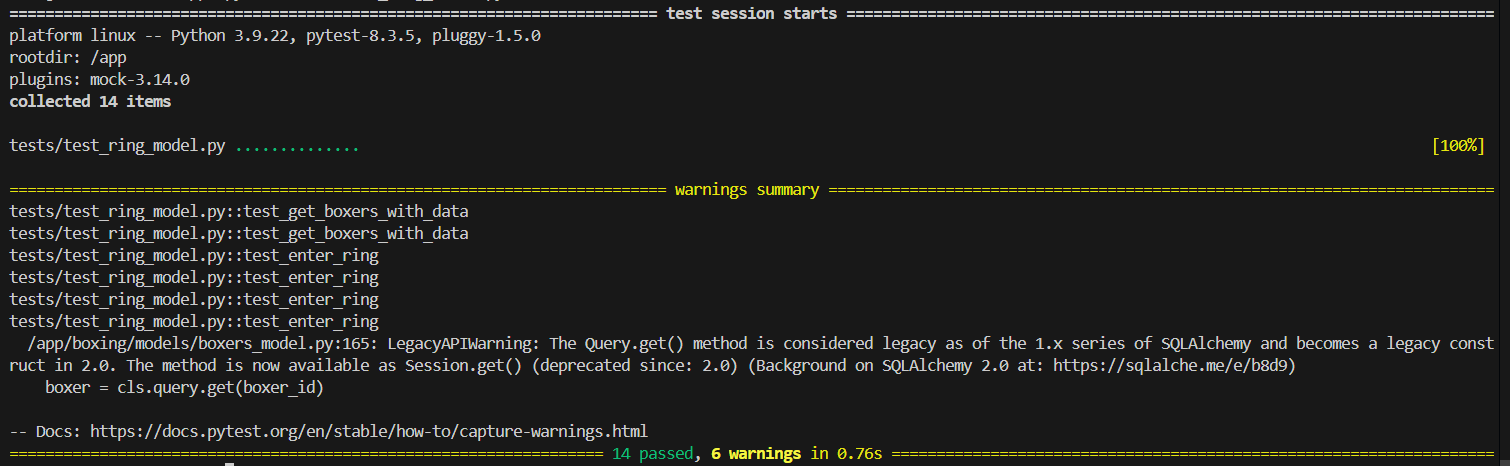 ============================= test session starts =============================
platform linux -- Python 3.9.22, pytest-8.3.5, pluggy-1.5.0
rootdir: /app
plugins: mock-3.14.0
collected 14 items
tests/test_ring_model.py .............. [100%]
============================= warnings summary =============================
tests/test_ring_model.py::test_get_boxers_with_data
tests/test_ring_model.py::test_get_boxers_with_data
tests/test_ring_model.py::test_enter_ring
tests/test_ring_model.py::test_enter_ring
tests/test_ring_model.py::test_enter_ring
tests/test_ring_model.py::test_enter_ring
/app/boxing/models/boxers_model.py:165: LegacyAPIWarning: The Query.get() method is considered legacy as of the 1.x series of SQLAlchemy and becomes a legacy const
ruct in 2.0. The method is now available as Session.get() (deprecated since: 2.0) (Background on SQLAlchemy 2.0 at: https://sqlalche.me/e/b8d9)
boxer = cls.query.get(boxer_id)
-- Docs: https://docs.pytest.org/en/stable/how-to/capture-warnings.html
============================= 14 passed, 6 warnings in 0.76s =============================